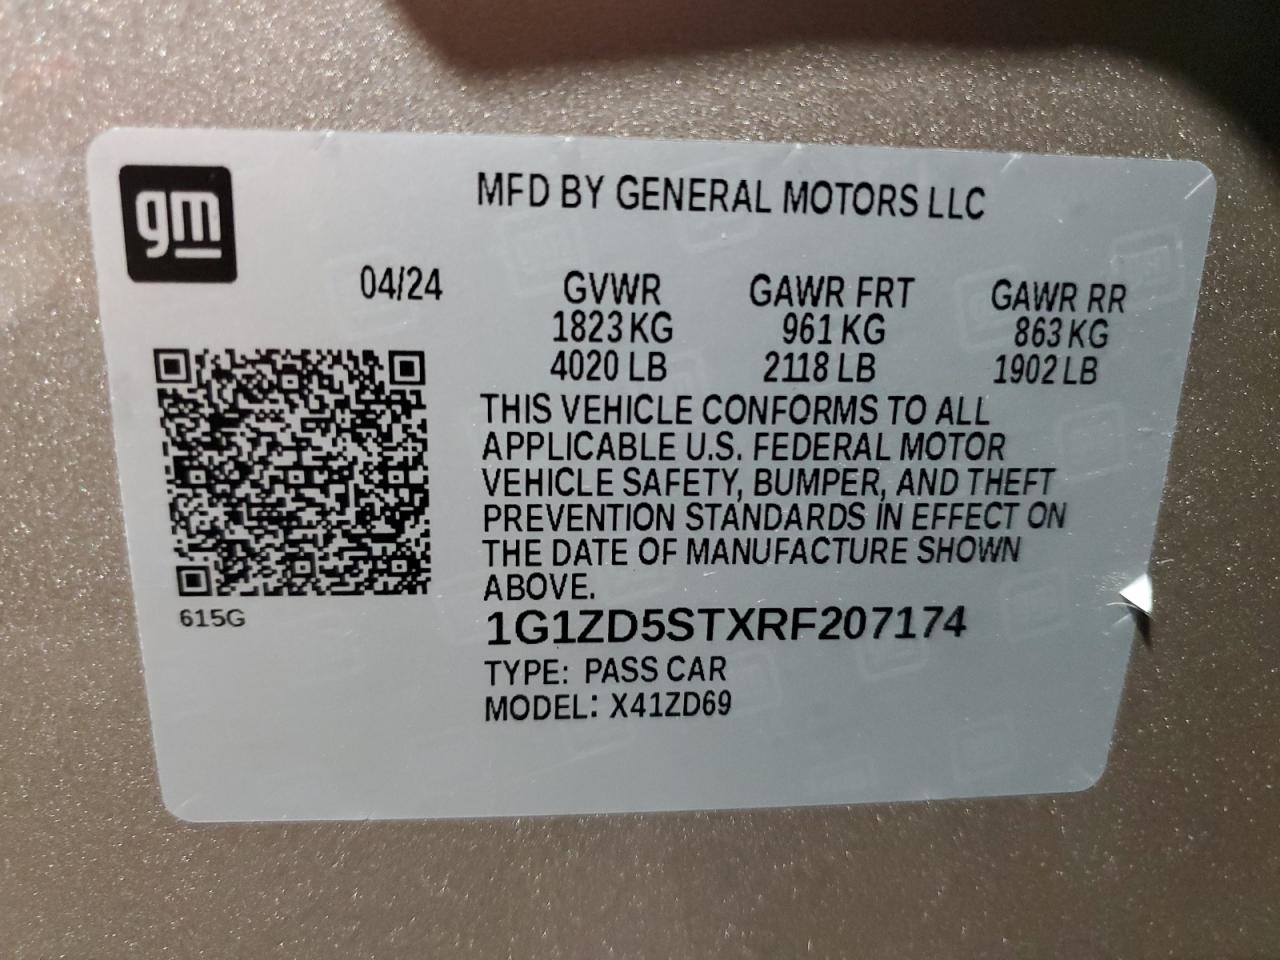 gm
MFD BY GENERAL MOTORS LLC
04/24
GVWR GAWR FRT GAWR RR
1823 KG 961 KG 863 KG
4020 LB 2118 LB 1902 LB
THIS VEHICLE CONFORMS TO ALL
APPLICABLE U.S. FEDERAL MOTOR
VEHICLE SAFETY, BUMPER, AND THEFT
PREVENTION STANDARDS IN EFFECT ON
THE DATE OF MANUFACTURE SHOWN
ABOVE.
615G
1G1ZD5STXRF207174
TYPE: PASS CAR
MODEL: X41ZD69